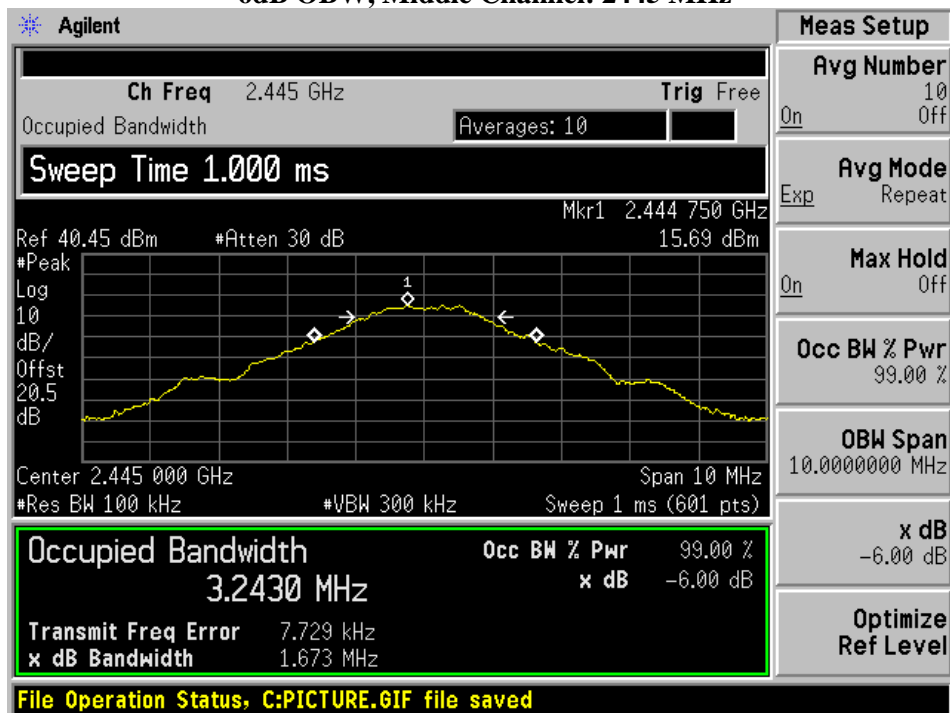 Agilent
Meas Setup
Ch Freq 2.445 GHz Trig Free
Occupied Bandwidth Averages: 10
Sweep Time 1.000 ms
Mkr1 2.444 750 GHz
Ref 40.45 dBm #Atten 30 dB 15.69 dBm
#Peak
Log
10
dB/
Offst
20.5
dB
1
Center 2.445 000 GHz Span 10 MHz
#Res BW 100 kHz #VBW 300 kHz Sweep 1 ms (601 pts)
Occupied Bandwidth Occ BW % Pwr 99.00 %
3.2430 MHz x dB -6.00 dB
Transmit Freq Error 7.729 kHz
x dB Bandwidth 1.673 MHz
File Operation Status, C:PICTURE.GIF file saved
Avg Number
10
On Off
Avg Mode
Exp Repeat
Max Hold
On Off
Occ BW % Pwr
99.00 %
OBW Span
10.0000000 MHz
x dB
-6.00 dB
Optimize
Ref Level